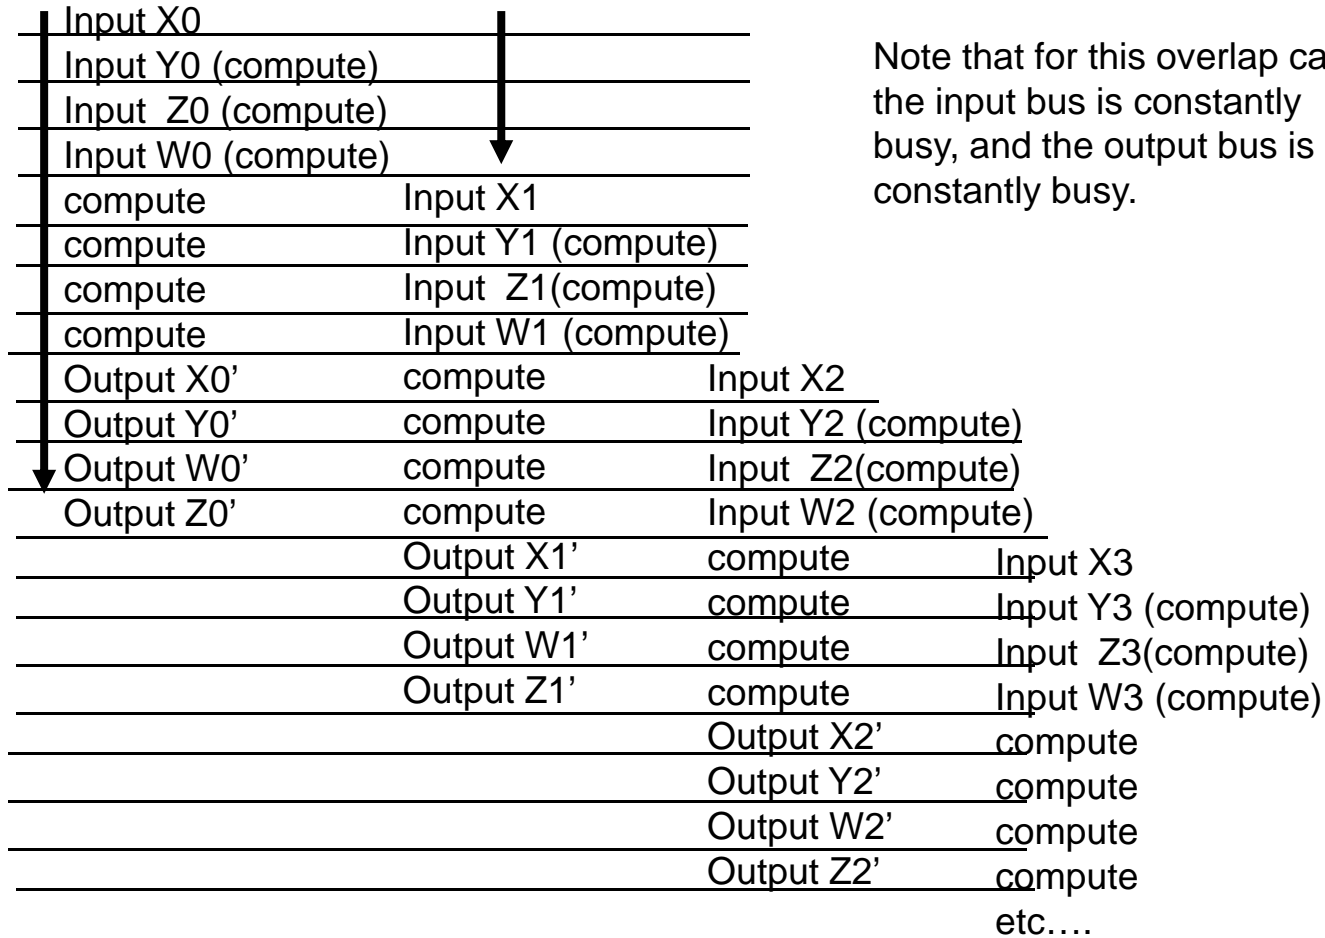 Input X0
Input Y0 (compute)
Input Z0 (compute)
Input W0 (compute)
Note that for this overlap
the input bus is constantly
busy, and the output bus is
constantly busy.
compute Input X1
compute Input Y1 (compute)
compute Input Z1(compute)
compute Input W1 (compute)
Output X0’ compute Input X2
Output Y0’ compute Input Y2 (compute)
Output W0’ compute Input Z2(compute)
Output Z0’ compute Input W2 (compute)
Output X1’ compute Input X3
Output Y1’ compute Input Y3 (compute)
Output W1’ compute Input Z3(compute)
Output Z1’ compute Input W3 (compute)
Output X2’ compute
Output Y2’ compute
Output W2’ compute
Output Z2’ compute
etc….